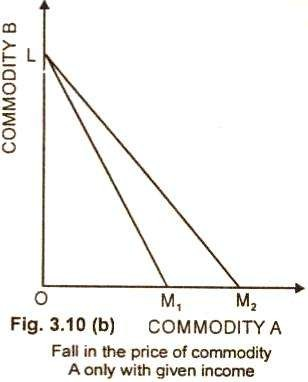 COMMODITY B
L
O
M₁
M₂
Fig. 3.10 (b) COMMODITY A
Fall in the price of commodity
A only with given income